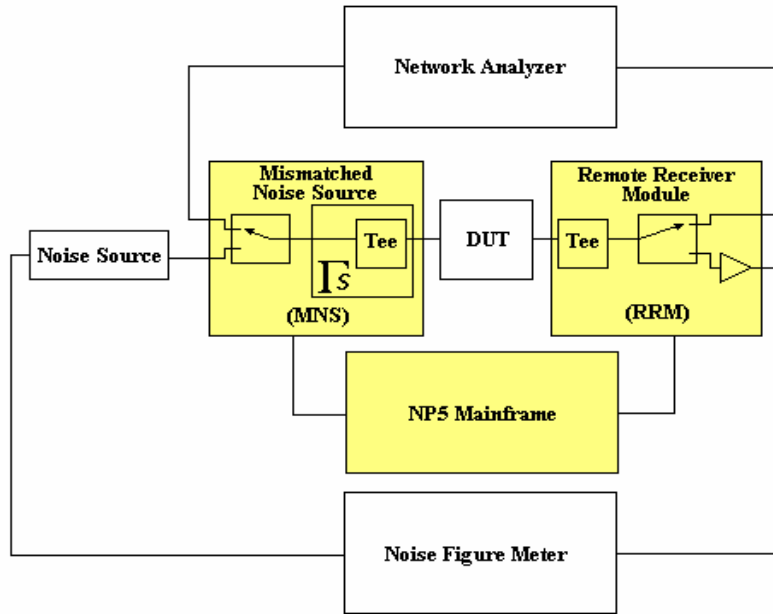 Network Analyzer
Mismatched
Noise Source
Remote Receiver
Module
Noise Source
Tee
DUT
Tee
Γs
(MNS)
(RRM)
NP5 Mainframe
Noise Figure Meter